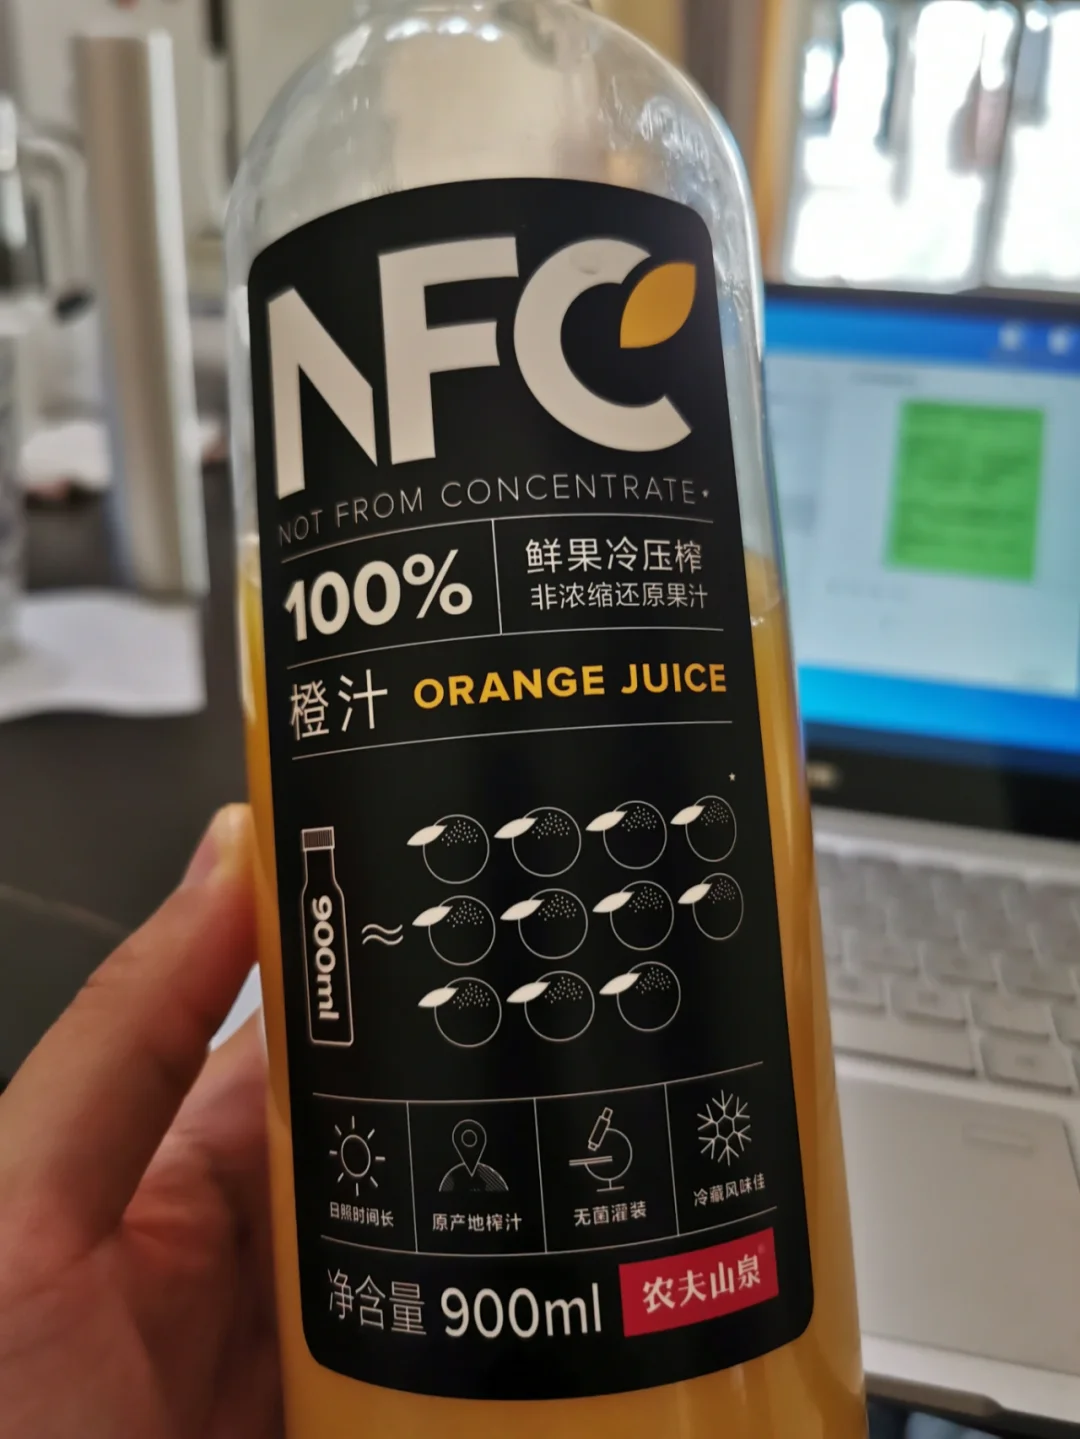 NFC
NOT FROM CONCENTRATE
100%
鲜果冷压榨
非浓缩还原果汁
橙汁 ORANGE JUICE
900ml
≈
日照时间长
原产地榨汁
无菌灌装
冷藏风味佳
净含量 900ml
农夫山泉